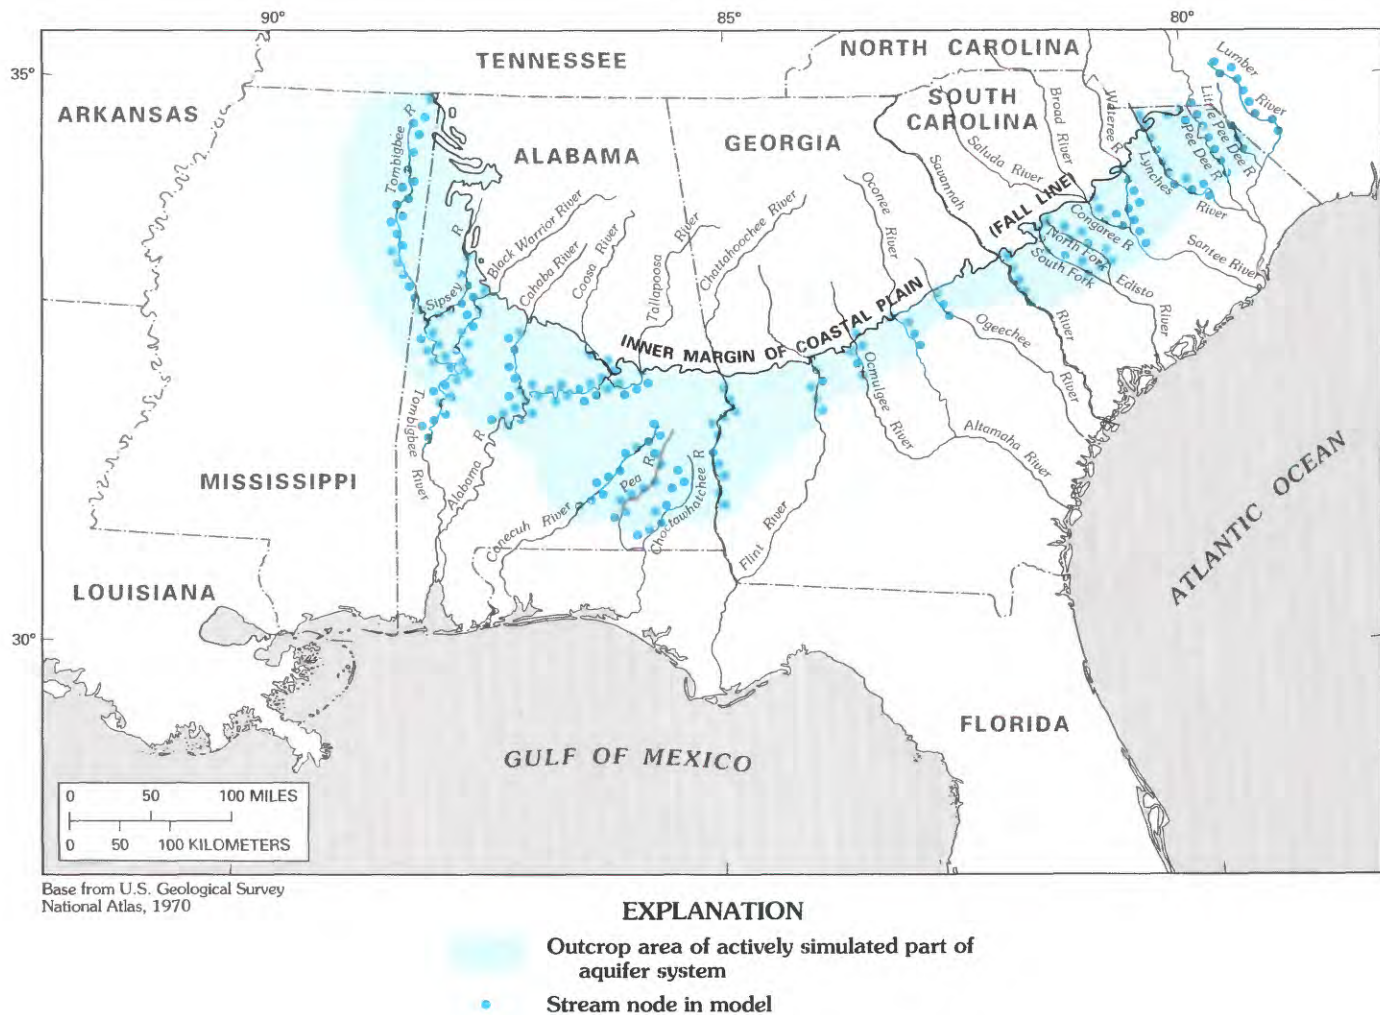 90°
85°
80°
35°
30°
TENNESSEE
NORTH CAROLINA
ARKANSAS
SOUTH
CAROLINA
ALABAMA
GEORGIA
MISSISSIPPI
LOUISIANA
FLORIDA
Tombigbee R
Sipsey R
Black Warrior River
Cahaba River
Coosa River
Tallapoosa River
Chattahoochee River
Oconee River
Savannah River
Saluda River
Broad River
Wateree R
Lynches River
Pee Dee R
Little Pee Dee R
Lumber River
(FALL LINE)
Congaree R
North Fork
South Fork
Edisto River
Santee River
INNER MARGIN OF COASTAL PLAIN
Ogeechee River
Ocmulgee River
Altamaha River
Tombigbee River
Alabama R
Conecuh River
Pea R
Choctawhatchee R
Flint River
ATLANTIC OCEAN
GULF OF MEXICO
0 50 100 MILES
0 50 100 KILOMETERS
Base from U.S. Geological Survey
National Atlas, 1970
EXPLANATION
Outcrop area of actively simulated part of
aquifer system
Stream node in model